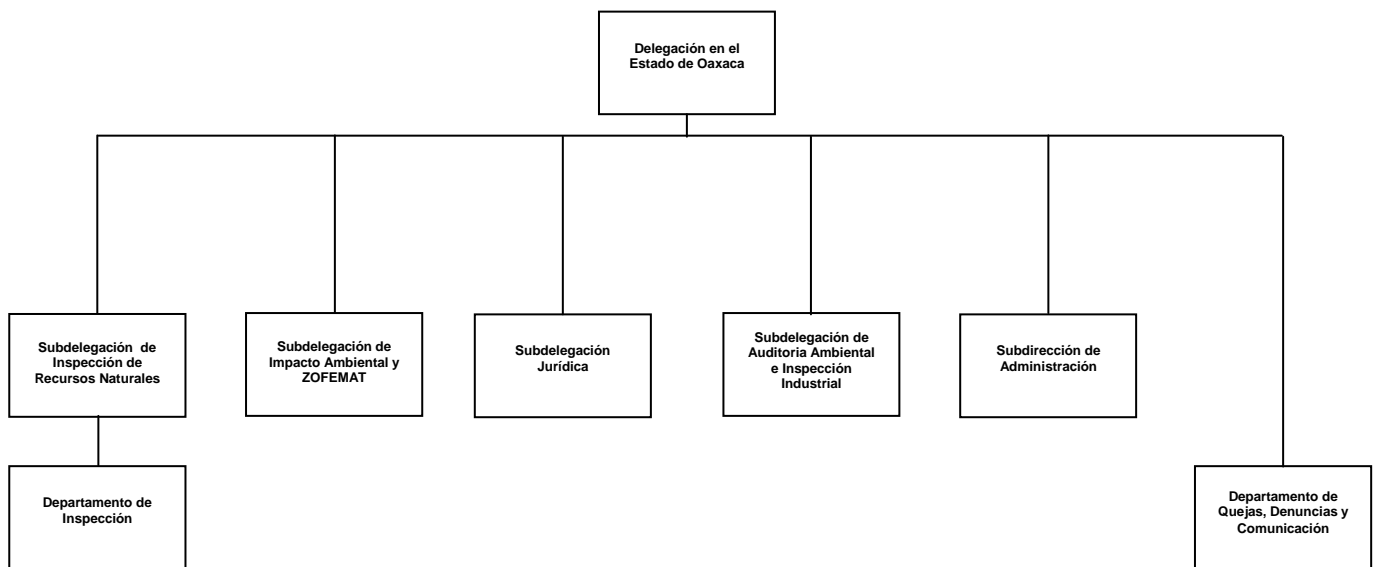 Delegación en el
Estado de Oaxaca
Subdelegación de
Inspección de
Recursos Naturales
Subdelegación de
Impacto Ambiental y
ZOFEMAT
Subdelegación
Jurídica
Subdelegación de
Auditoria Ambiental
e Inspección
Industrial
Subdirección de
Administración
Departamento de
Inspección
Departamento de
Quejas, Denuncias y
Comunicación